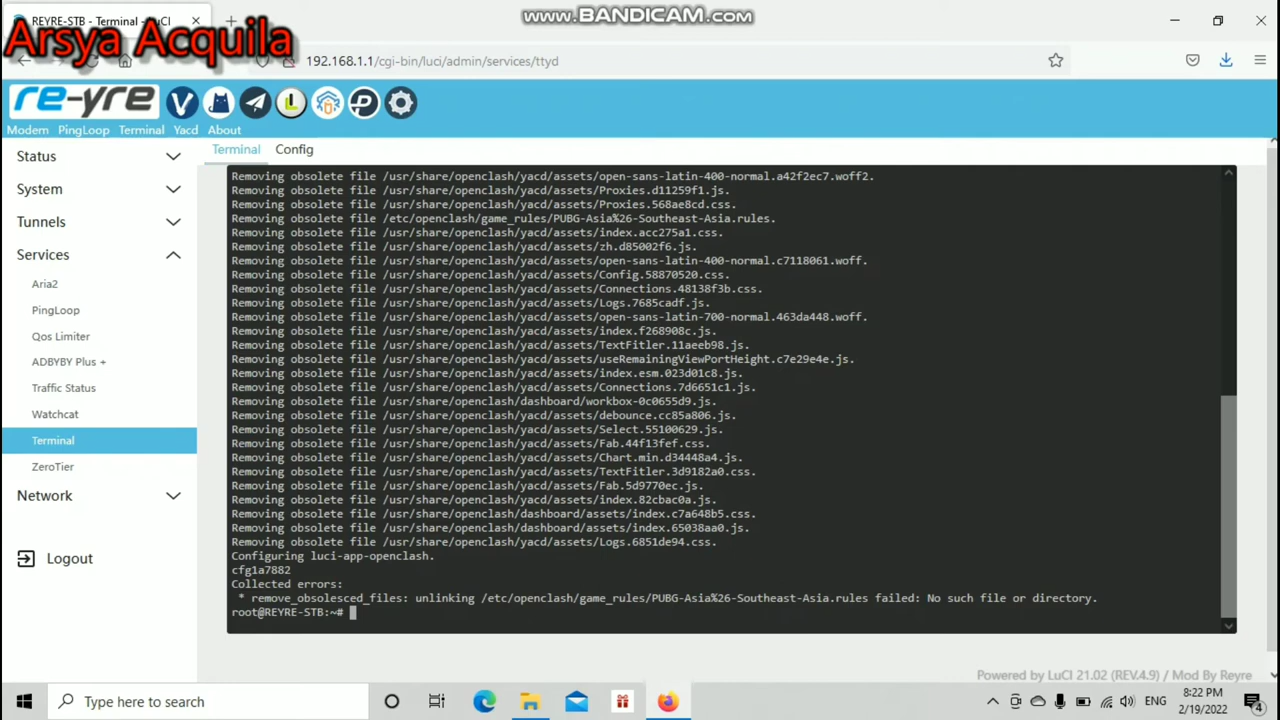 www.BANDICAM.com
REYRE-STB - Terminal - LuCI
Arsya Acquila
192.168.1.1/cgi-bin/luci/admin/services/ttyd
re-yre
Modem PingLoop Terminal Yacd About
Status
System
Tunnels
Services
Aria2
PingLoop
Qos Limiter
ADBYBY Plus +
Traffic Status
Watchcat
Terminal
ZeroTier
Network
Logout
Terminal Config
Removing obsolete file /usr/share/openclash/yacd/assets/open-sans-latin-400-normal.a42f2ec7.woff2.
Removing obsolete file /usr/share/openclash/yacd/assets/Proxies.d11259f1.js.
Removing obsolete file /usr/share/openclash/yacd/assets/Proxies.568ae8cd.css.
Removing obsolete file /etc/openclash/game_rules/PUBG-Asia%26-Southeast-Asia.rules.
Removing obsolete file /usr/share/openclash/yacd/assets/index.acc275a1.css.
Removing obsolete file /usr/share/openclash/yacd/assets/zh.d85002f6.js.
Removing obsolete file /usr/share/openclash/yacd/assets/open-sans-latin-400-normal.c7118061.woff.
Removing obsolete file /usr/share/openclash/yacd/assets/Config.58870520.css.
Removing obsolete file /usr/share/openclash/yacd/assets/Connections.48138f3b.css.
Removing obsolete file /usr/share/openclash/yacd/assets/Logs.7685cadf.js.
Removing obsolete file /usr/share/openclash/yacd/assets/open-sans-latin-700-normal.463da448.woff.
Removing obsolete file /usr/share/openclash/yacd/assets/index.f268908c.js.
Removing obsolete file /usr/share/openclash/yacd/assets/TextFitler.11aeeb98.js.
Removing obsolete file /usr/share/openclash/yacd/assets/useRemainingViewPortHeight.c7e29e4e.js.
Removing obsolete file /usr/share/openclash/yacd/assets/index.esm.023d01c8.js.
Removing obsolete file /usr/share/openclash/yacd/assets/Connections.7d6651c1.js.
Removing obsolete file /usr/share/openclash/dashboard/workbox-0c0655d9.js.
Removing obsolete file /usr/share/openclash/yacd/assets/debounce.cc85a806.js.
Removing obsolete file /usr/share/openclash/yacd/assets/Select.55100629.js.
Removing obsolete file /usr/share/openclash/yacd/assets/Fab.44f13fef.css.
Removing obsolete file /usr/share/openclash/yacd/assets/Chart.min.d34448a4.js.
Removing obsolete file /usr/share/openclash/yacd/assets/TextFitler.3d9182a0.css.
Removing obsolete file /usr/share/openclash/yacd/assets/Fab.5d9770ec.js.
Removing obsolete file /usr/share/openclash/yacd/assets/index.82cbac0a.js.
Removing obsolete file /usr/share/openclash/dashboard/assets/index.c7a648b5.css.
Removing obsolete file /usr/share/openclash/dashboard/assets/index.65038aa0.js.
Removing obsolete file /usr/share/openclash/yacd/assets/Logs.6851de94.css.
Configuring luci-app-openclash.
cfg1a7882
Collected errors:
* remove_obsolesced_files: unlinking /etc/openclash/game_rules/PUBG-Asia%26-Southeast-Asia.rules failed: No such file or directory.
root@REYRE-STB:~#
Powered by LuCI 21.02 (REV.4.9) / Mod By Reyre
Type here to search
ENG
8:22 PM
2/19/2022
4